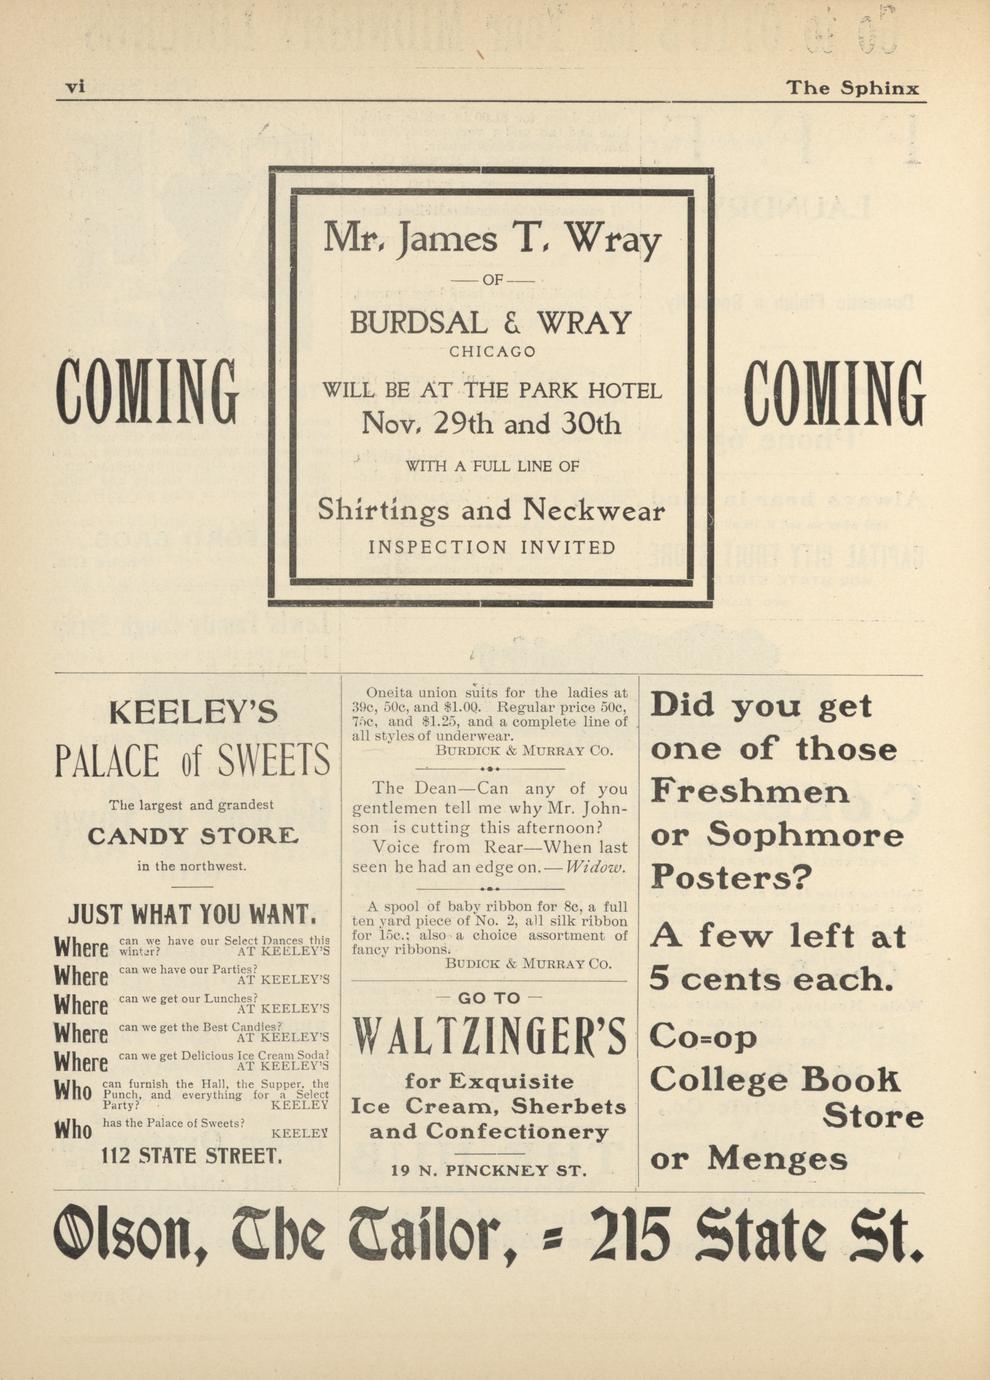 vi
The Sphinx
COMING
Mr. James T. Wray
— OF —
BURDSAL & WRAY
CHICAGO
WILL BE AT THE PARK HOTEL
Nov. 29th and 30th
WITH A FULL LINE OF
Shirtings and Neckwear
INSPECTION INVITED
COMING
KEELEY'S
PALACE of SWEETS
The largest and grandest
CANDY STORE
in the northwest.
JUST WHAT YOU WANT.
Where can we have our Select Dances this
winter? AT KEELEY'S
Where can we have our Parties?
AT KEELEY'S
Where can we get our Lunches?
AT KEELEY'S
Where can we get the Best Candies?
AT KEELEY'S
Where can we get Delicious Ice Cream Soda?
AT KEELEY'S
Who can furnish the Hall, the Supper, the
Punch, and everything for a Select
Party? KEELEY
Who has the Palace of Sweets?
KEELEY
112 STATE STREET.
Oneita union suits for the ladies at
39c, 50c, and $1.00. Regular price 50c,
75c, and $1.25, and a complete line of
all styles of underwear.
BURDICK & MURRAY CO.
The Dean—Can any of you
gentlemen tell me why Mr. John-
son is cutting this afternoon?
Voice from Rear—When last
seen he had an edge on.—Widow.
A spool of baby ribbon for 8c, a full
ten yard piece of No. 2, all silk ribbon
for 15c.; also a choice assortment of
fancy ribbons.
BUDICK & MURRAY CO.
— GO TO —
WALTZINGER'S
for Exquisite
Ice Cream, Sherbets
and Confectionery
19 N. PINCKNEY ST.
Did you get
one of those
Freshmen
or Sophmore
Posters?
A few left at
5 cents each.
Co=op
College Book
Store
or Menges
Olson, The Tailor, = 215 State St.